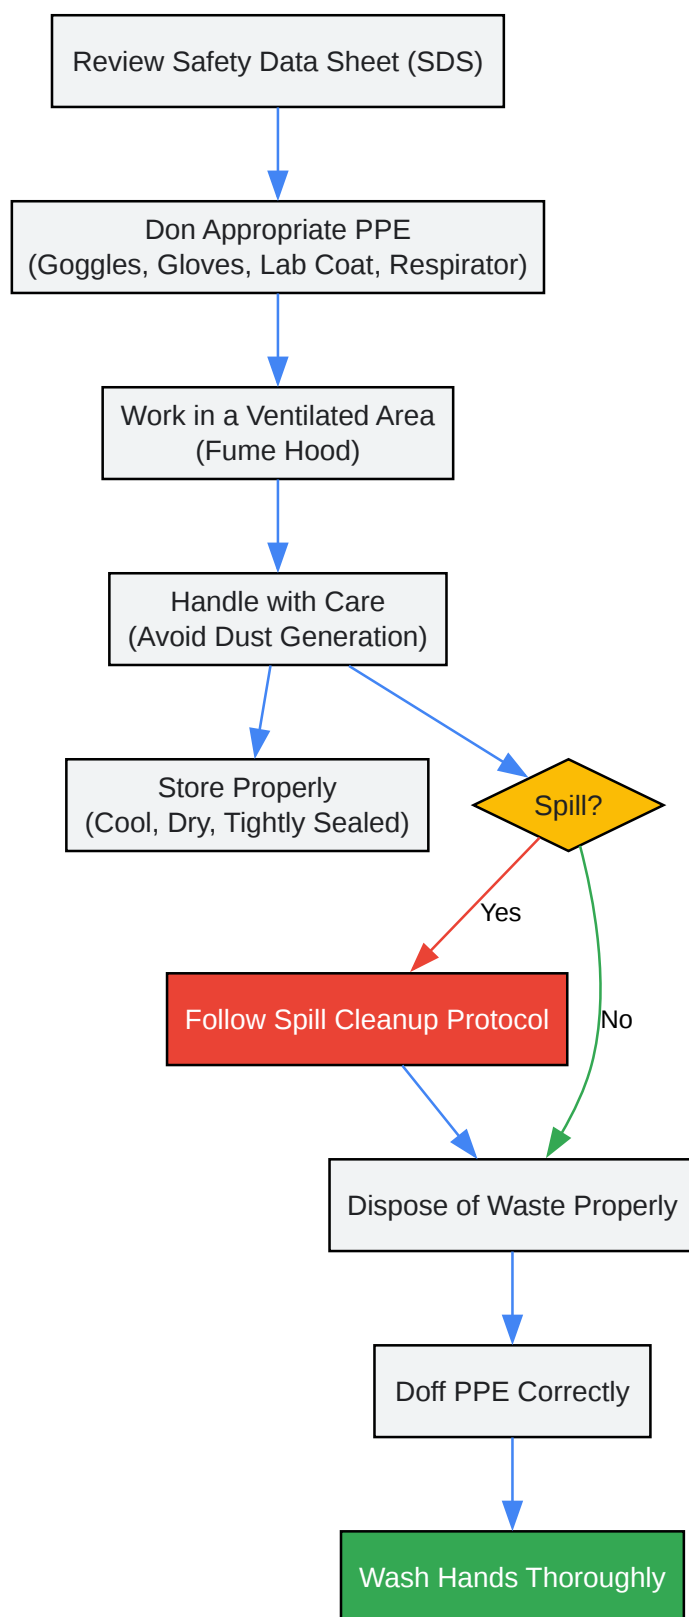 Review Safety Data Sheet (SDS)
Don Appropriate PPE
(Goggles, Gloves, Lab Coat, Respirator)
Work in a Ventilated Area
(Fume Hood)
Handle with Care
(Avoid Dust Generation)
Store Properly
(Cool, Dry, Tightly Sealed)
Spill?
Yes
Follow Spill Cleanup Protocol
No
Dispose of Waste Properly
Doff PPE Correctly
Wash Hands Thoroughly